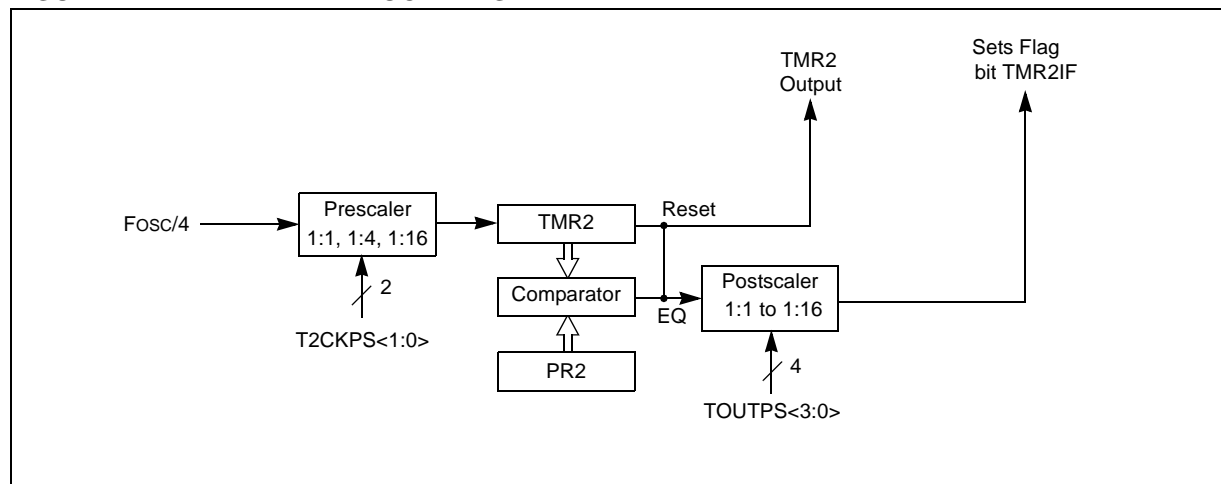 TMR2
Output
Sets Flag
bit TMR2IF
FOSC/4
Prescaler
1:1, 1:4, 1:16
2
T2CKPS<1:0>
TMR2
Reset
Comparator
EQ
PR2
Postscaler
1:1 to 1:16
4
TOUTPS<3:0>